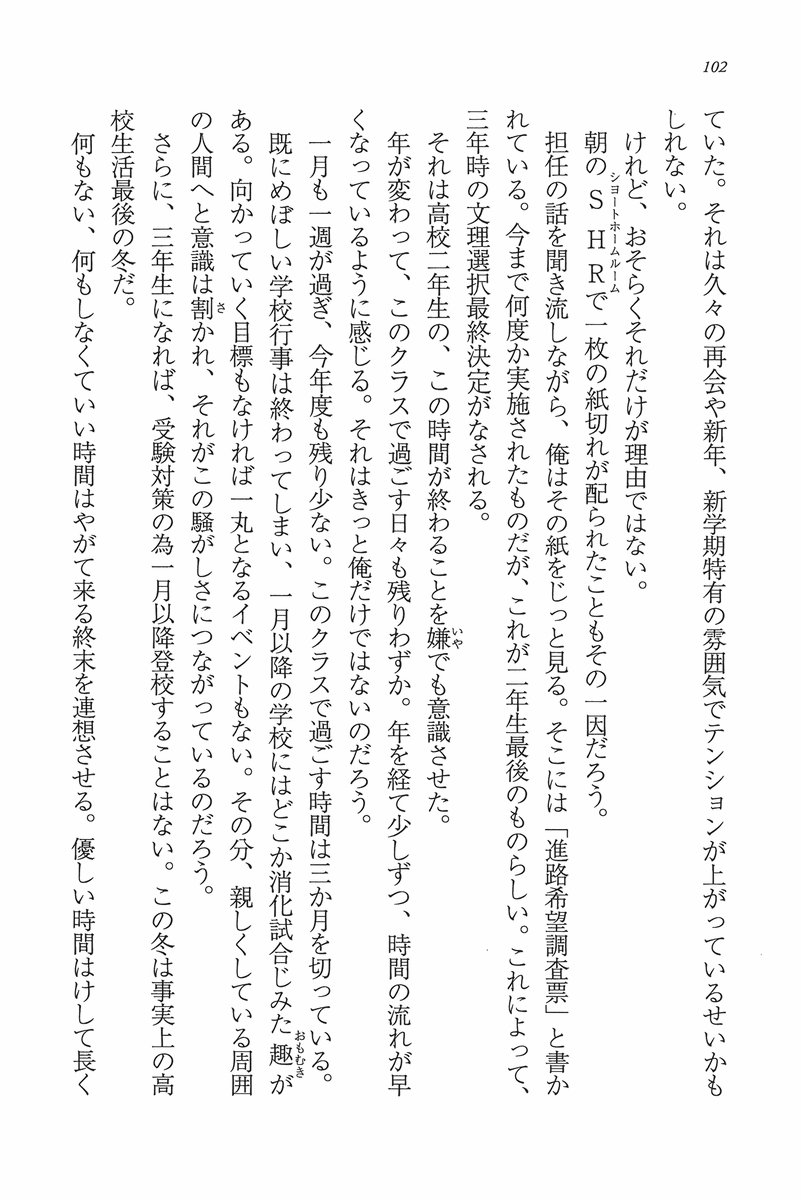 102
ていた。それは久々の再会や新年、新学期特有の雰囲気でテンションが上がっているせいかも
しれない。
けれど、おそらくそれだけが理由ではない。
朝のＳＨＲで一枚の紙切れが配られたこともその一因だろう。
ショートホームルーム
担任の話を聞き流しながら、俺はその紙をじっと見る。そこには「進路希望調査票」と書か
れている。今まで何度か実施されたものだが、これが二年生最後のものらしい。これによって、
三年時の文理選択最終決定がなされる。
それは高校二年生の、この時間が終わることを嫌でも意識させた。
いや
年が変わって、このクラスで過ごす日々も残りわずか。年を経て少しずつ、時間の流れが早
くなっているように感じる。それはきっと俺だけではないのだろう。
一月も一週が過ぎ、今年度も残り少ない。このクラスで過ごす時間は三か月を切っている。
既にめぼしい学校行事は終わってしまい、一月以降の学校にはどこか消化試合じみた趣が
おもむき
ある。向かっていく目標もなければ一丸となるイベントもない。その分、親しくしている周囲
の人間へと意識は割かれ、それがこの騒がしさにつながっているのだろう。
さ
さらに、三年生になれば、受験対策の為一月以降登校することはない。この冬は事実上の高
校生活最後の冬だ。
何もない、何もしなくていい時間はやがて来る終末を連想させる。優しい時間はけして長く